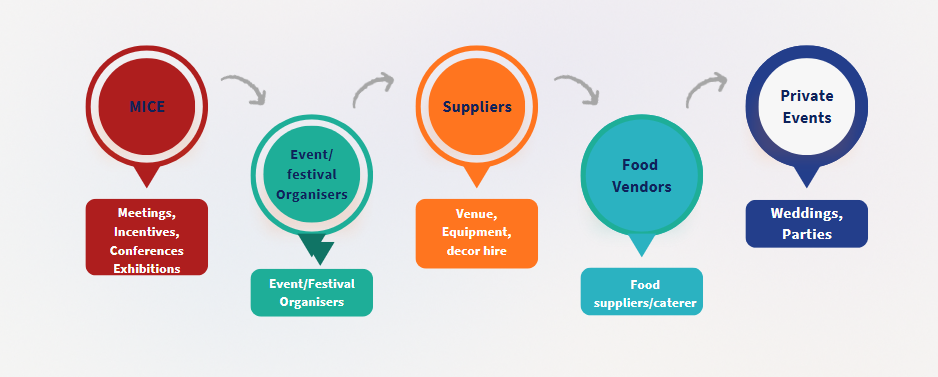 MICE
Meetings,
Incentives,
Conferences
Exhibitions
Event/
festival
Organisers
Event/Festival
Organisers
Suppliers
Venue,
Equipment,
decor hire
Food
Vendors
Food
suppliers/caterer
Private
Events
Weddings,
Parties